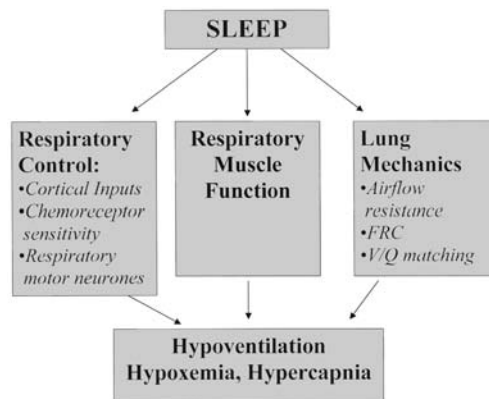 SLEEP
Respiratory
Control:
•Cortical Inputs
•Chemoreceptor
sensitivity
•Respiratory
motor neurones
Respiratory
Muscle
Function
Lung
Mechanics
•Airflow
resistance
•FRC
•V/Q matching
Hypoventilation
Hypoxemia, Hypercapnia